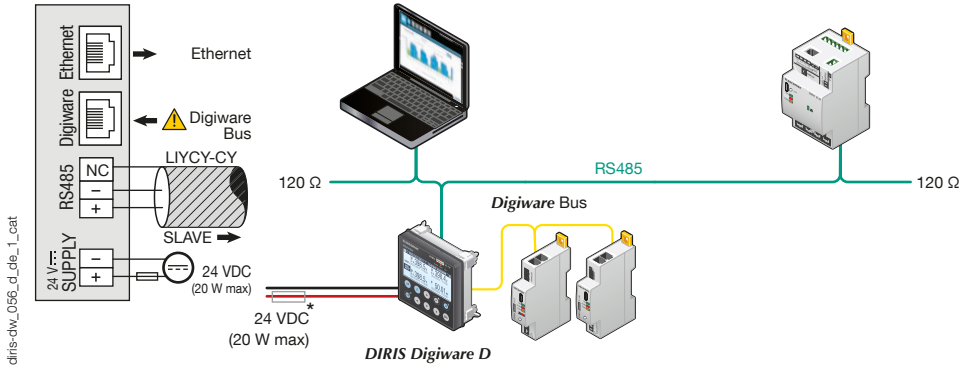 Ethernet
Ethernet
Digiware
Digiware
Bus
RS485
NC
–
+
LIYCY-CY
SLAVE
24 V
SUPPLY
–
+
24 VDC
(20 W max)
diris-dw_056_d_de_1_cat
120 Ω
RS485
120 Ω
Digiware Bus
24 VDC
*
(20 W max)
DIRIS Digiware D